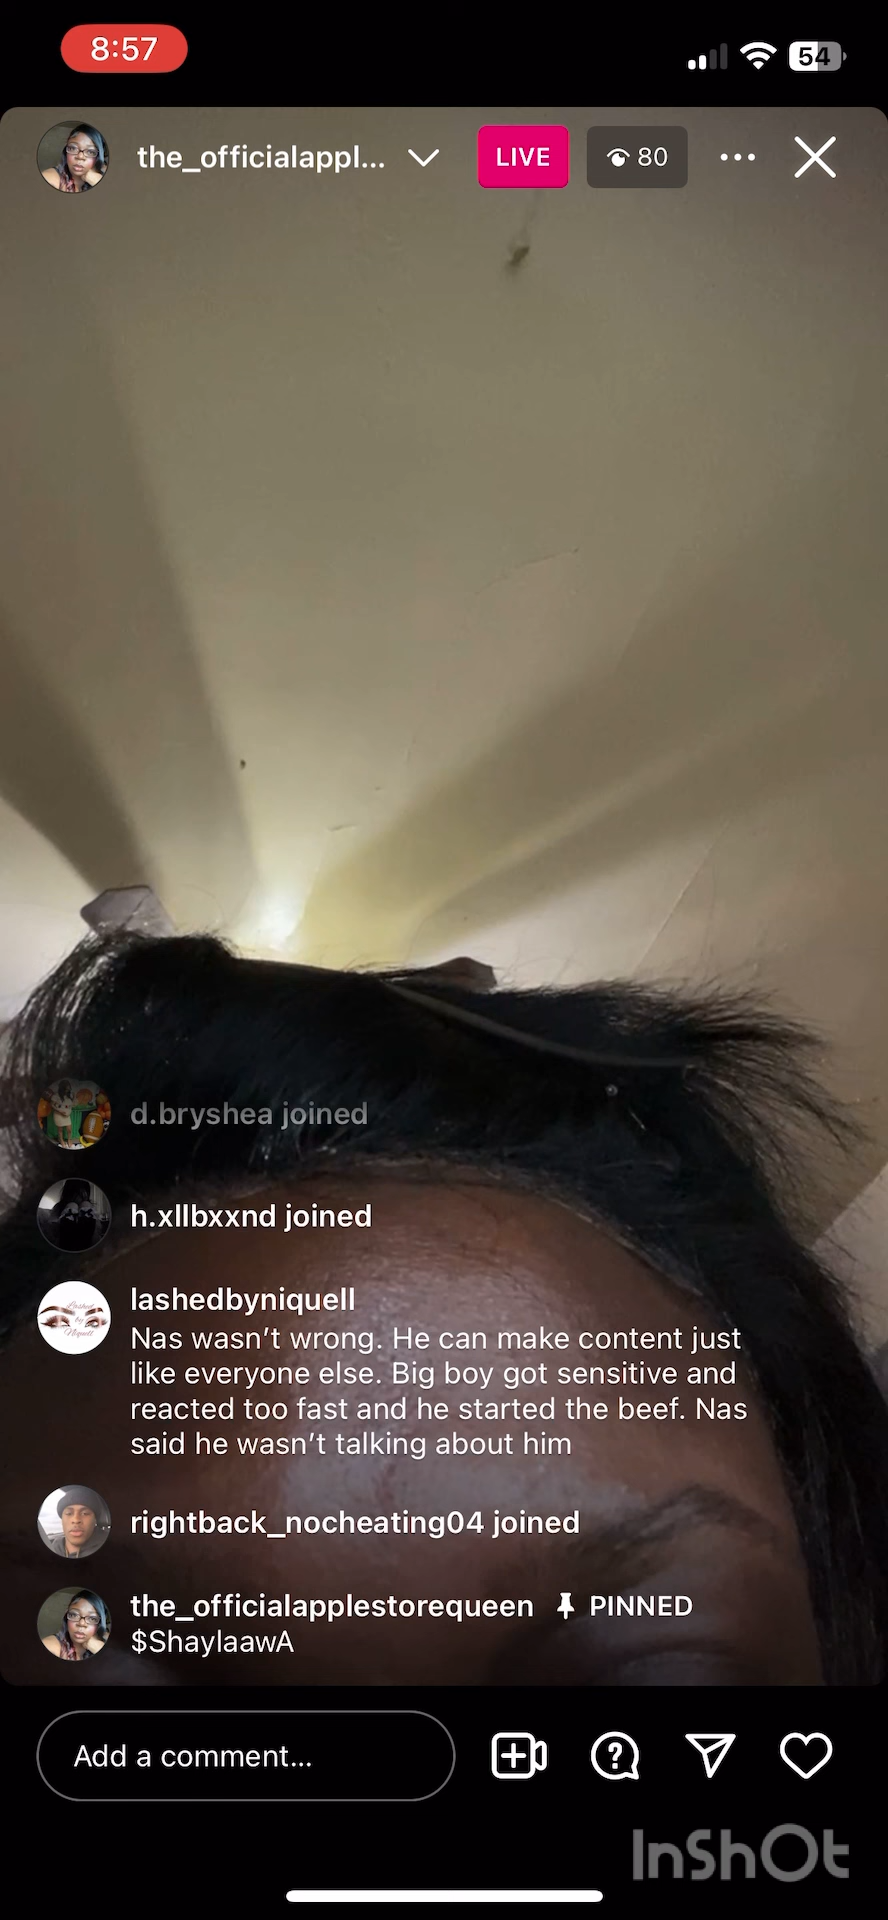 8:57
54
the_officialappl...
LIVE
80
d.bryshea joined
h.xllbxxnd joined
lashedbyniquell
Nas wasn’t wrong. He can make content just
like everyone else. Big boy got sensitive and
reacted too fast and he started the beef. Nas
said he wasn’t talking about him
rightback_nocheating04 joined
the_officialapplestorequeen PINNED
$ShaylaawA
Add a comment...
InShOt